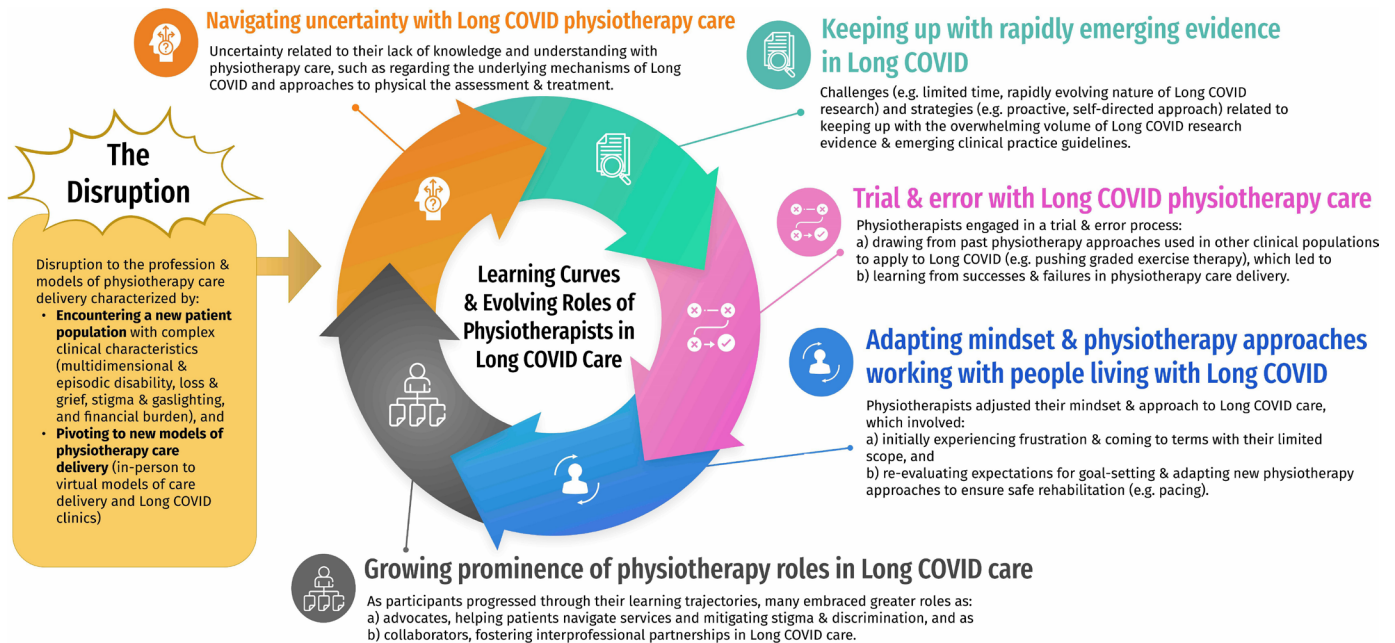 Navigating uncertainty with Long COVID physiotherapy care
Uncertainty related to their lack of knowledge and understanding with
physiotherapy care, such as regarding the underlying mechanisms of Long
COVID and approaches to physical the assessment & treatment.
Keeping up with rapidly emerging evidence
in Long COVID
Challenges (e.g. limited time, rapidly evolving nature of Long COVID
research) and strategies (e.g. proactive, self-directed approach) related to
keeping up with the overwhelming volume of Long COVID research
evidence & emerging clinical practice guidelines.
The
Disruption
Disruption to the profession &
models of physiotherapy care
delivery characterized by:
• Encountering a new patient
population with complex
clinical characteristics
(multidimensional &
episodic disability, loss &
grief, stigma & gaslighting,
and financial burden), and
• Pivoting to new models of
physiotherapy care
delivery (in-person to
virtual models of care
delivery and Long COVID
clinics)
Learning Curves
& Evolving Roles of
Physiotherapists in
Long COVID Care
Trial & error with Long COVID physiotherapy care
Physiotherapists engaged in a trial & error process:
a) drawing from past physiotherapy approaches used in other clinical populations
to apply to Long COVID (e.g. pushing graded exercise therapy), which led to
b) learning from successes & failures in physiotherapy care delivery.
Adapting mindset & physiotherapy approaches
working with people living with Long COVID
Physiotherapists adjusted their mindset & approach to Long COVID care,
which involved:
a) initially experiencing frustration & coming to terms with their limited
scope, and
b) re-evaluating expectations for goal-setting & adapting new physiotherapy
approaches to ensure safe rehabilitation (e.g. pacing).
Growing prominence of physiotherapy roles in Long COVID care
As participants progressed through their learning trajectories, many embraced greater roles as:
a) advocates, helping patients navigate services and mitigating stigma & discrimination, and as
b) collaborators, fostering interprofessional partnerships in Long COVID care.